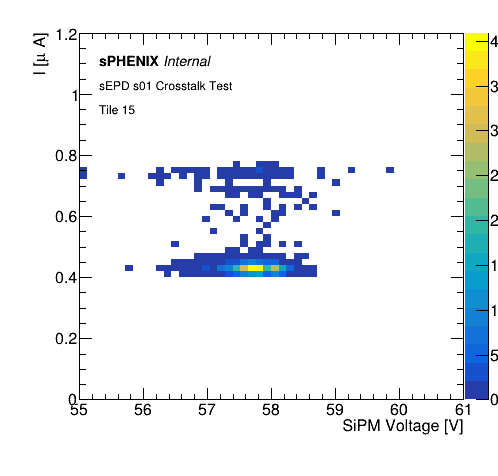 I [μ A]
1.2
sPHENIX Internal
sEPD s01 Crosstalk Test
Tile 15
1
0.8
0.6
0.4
0.2
0
55 56 57 58 59 60 61
SiPM Voltage [V]
5
0